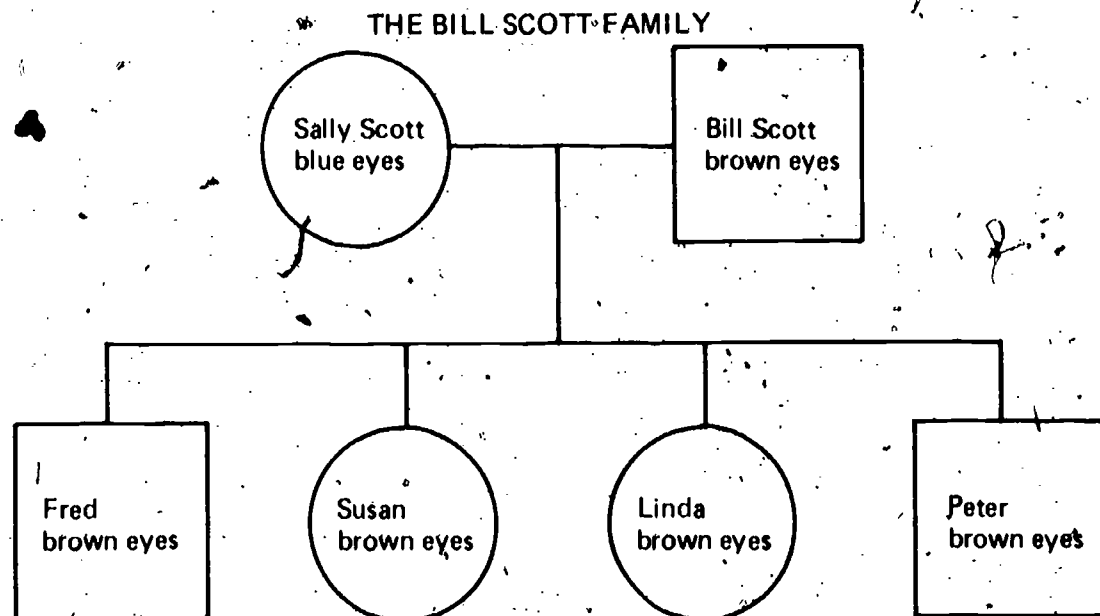 THE BILL SCOTT FAMILY
Sally Scott
blue eyes
Bill Scott
brown eyes
Fred
brown eyes
Susan
brown eyes
Linda
brown eyes
Peter
brown eyes